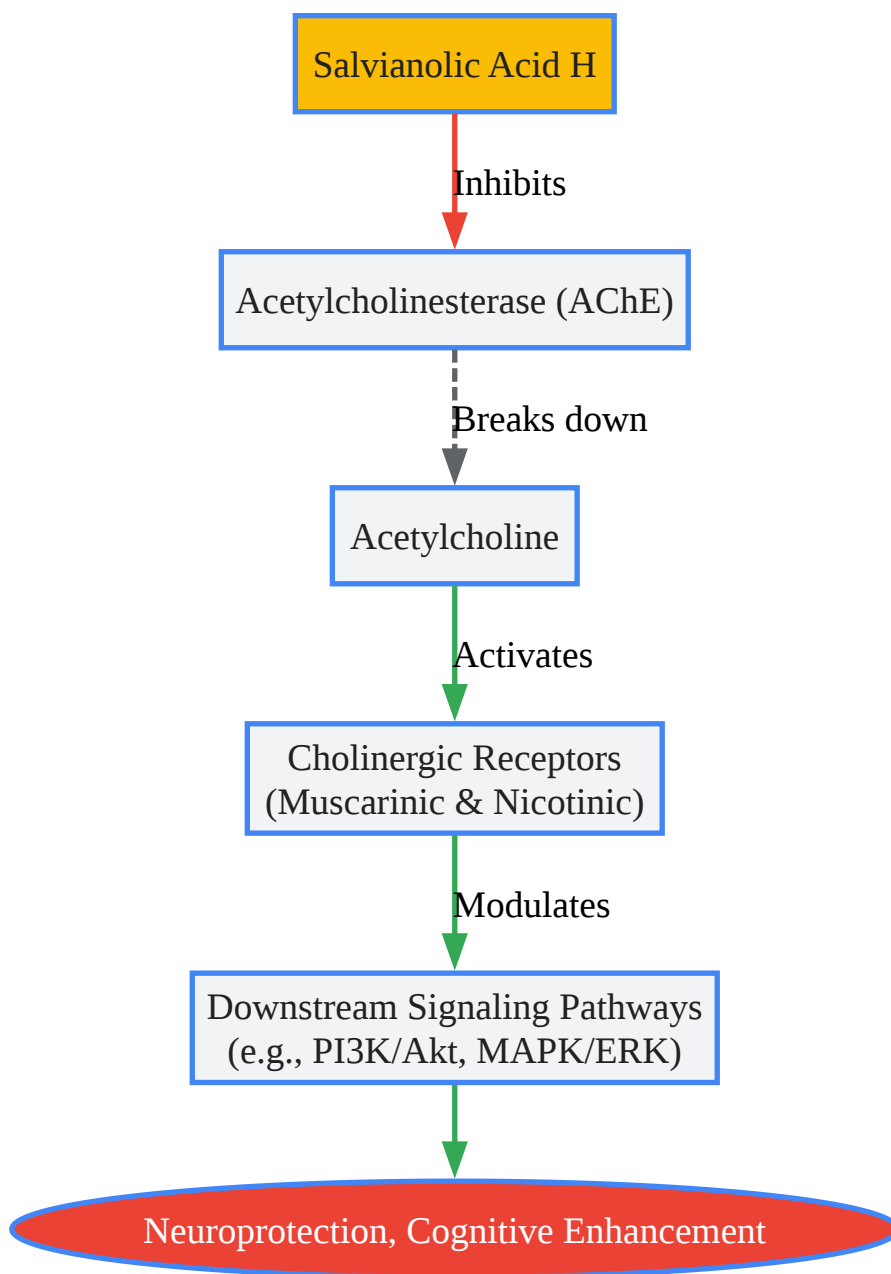 Salvianolic Acid H
Inhibits
Acetylcholinesterase (AChE)
Breaks down
Acetylcholine
Activates
Cholinergic Receptors
(Muscarinic & Nicotinic)
Modulates
Downstream Signaling Pathways
(e.g., PI3K/Akt, MAPK/ERK)
Neuroprotection, Cognitive Enhancement